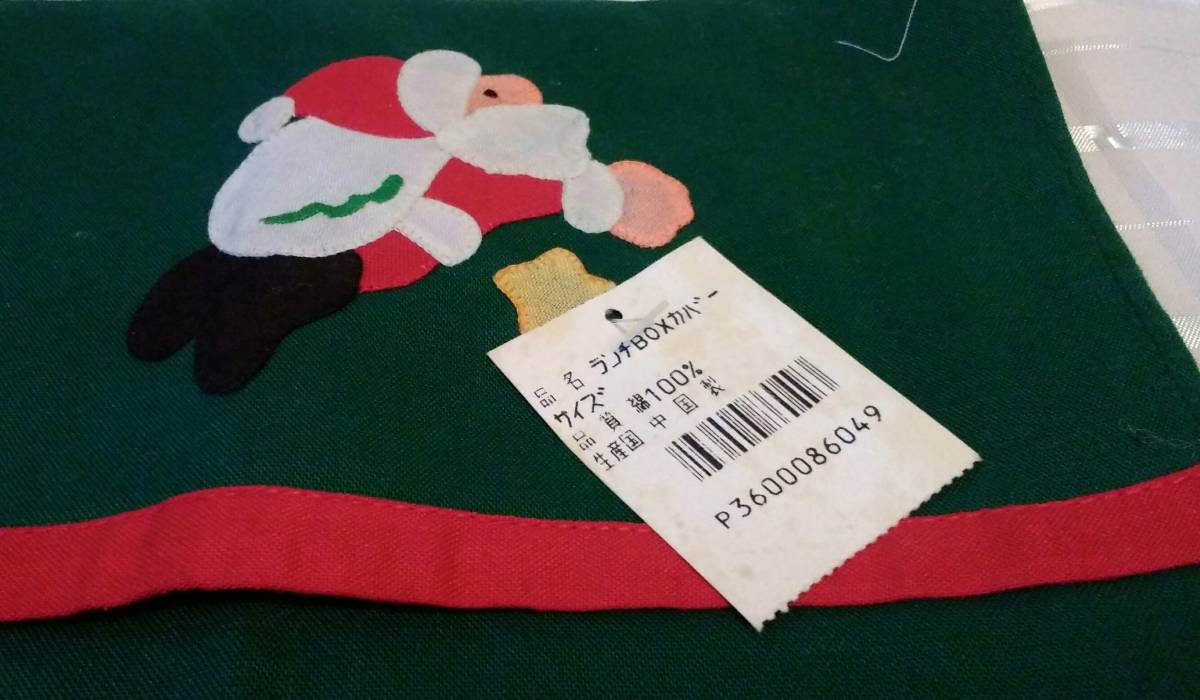 品 名 ランチBOXカバー
サイズ
品 質 綿100%
生産国 中 国 製
P3600086049